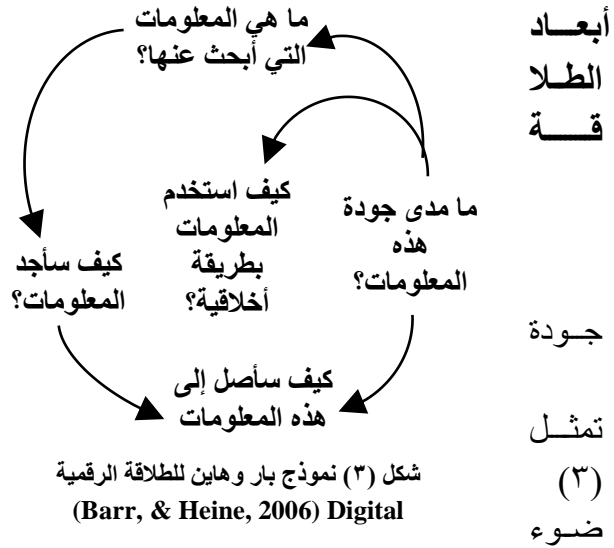 أبعــاد
الطـلا
قــــة
جـودة
تمثـل
(٣)
ضـوء
ما هي المعلومات
التي أبحث عنها؟
كيف سأجد
المعلومات؟
كيف استخدم
المعلومات
بطريقة
أخلاقية؟
ما مدى جودة
هذه
المعلومات؟
كيف سأصل إلى
هذه المعلومات
شكل (٣) نموذج بار وهاين للطلاقة الرقمية
(Barr, & Heine, 2006) Digital